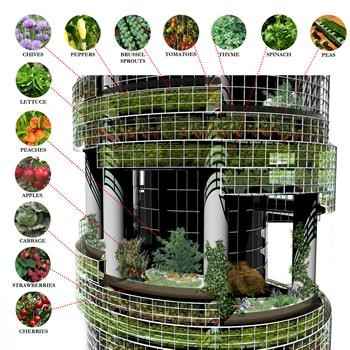 CHIVES
PEPPERS
BRUSSEL
SPROUTS
TOMATOES
THYME
SPINACH
PEAS
LETTUCE
PEACHES
APPLES
CABBAGE
STRAWBERRIES
CHERRIES